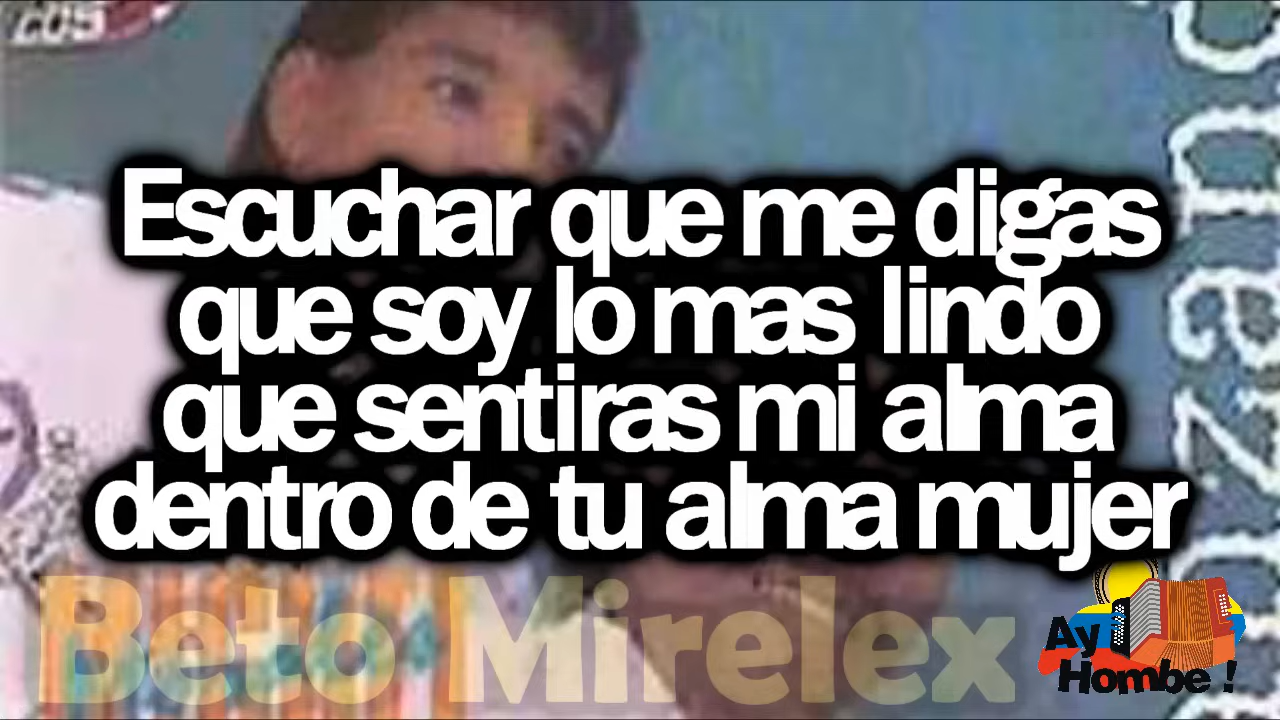 Escuchar que me digas
que soy lo mas lindo
que sentiras mi alma
dentro de tu alma mujer
Beto Mirelex
Ay
Hombe !